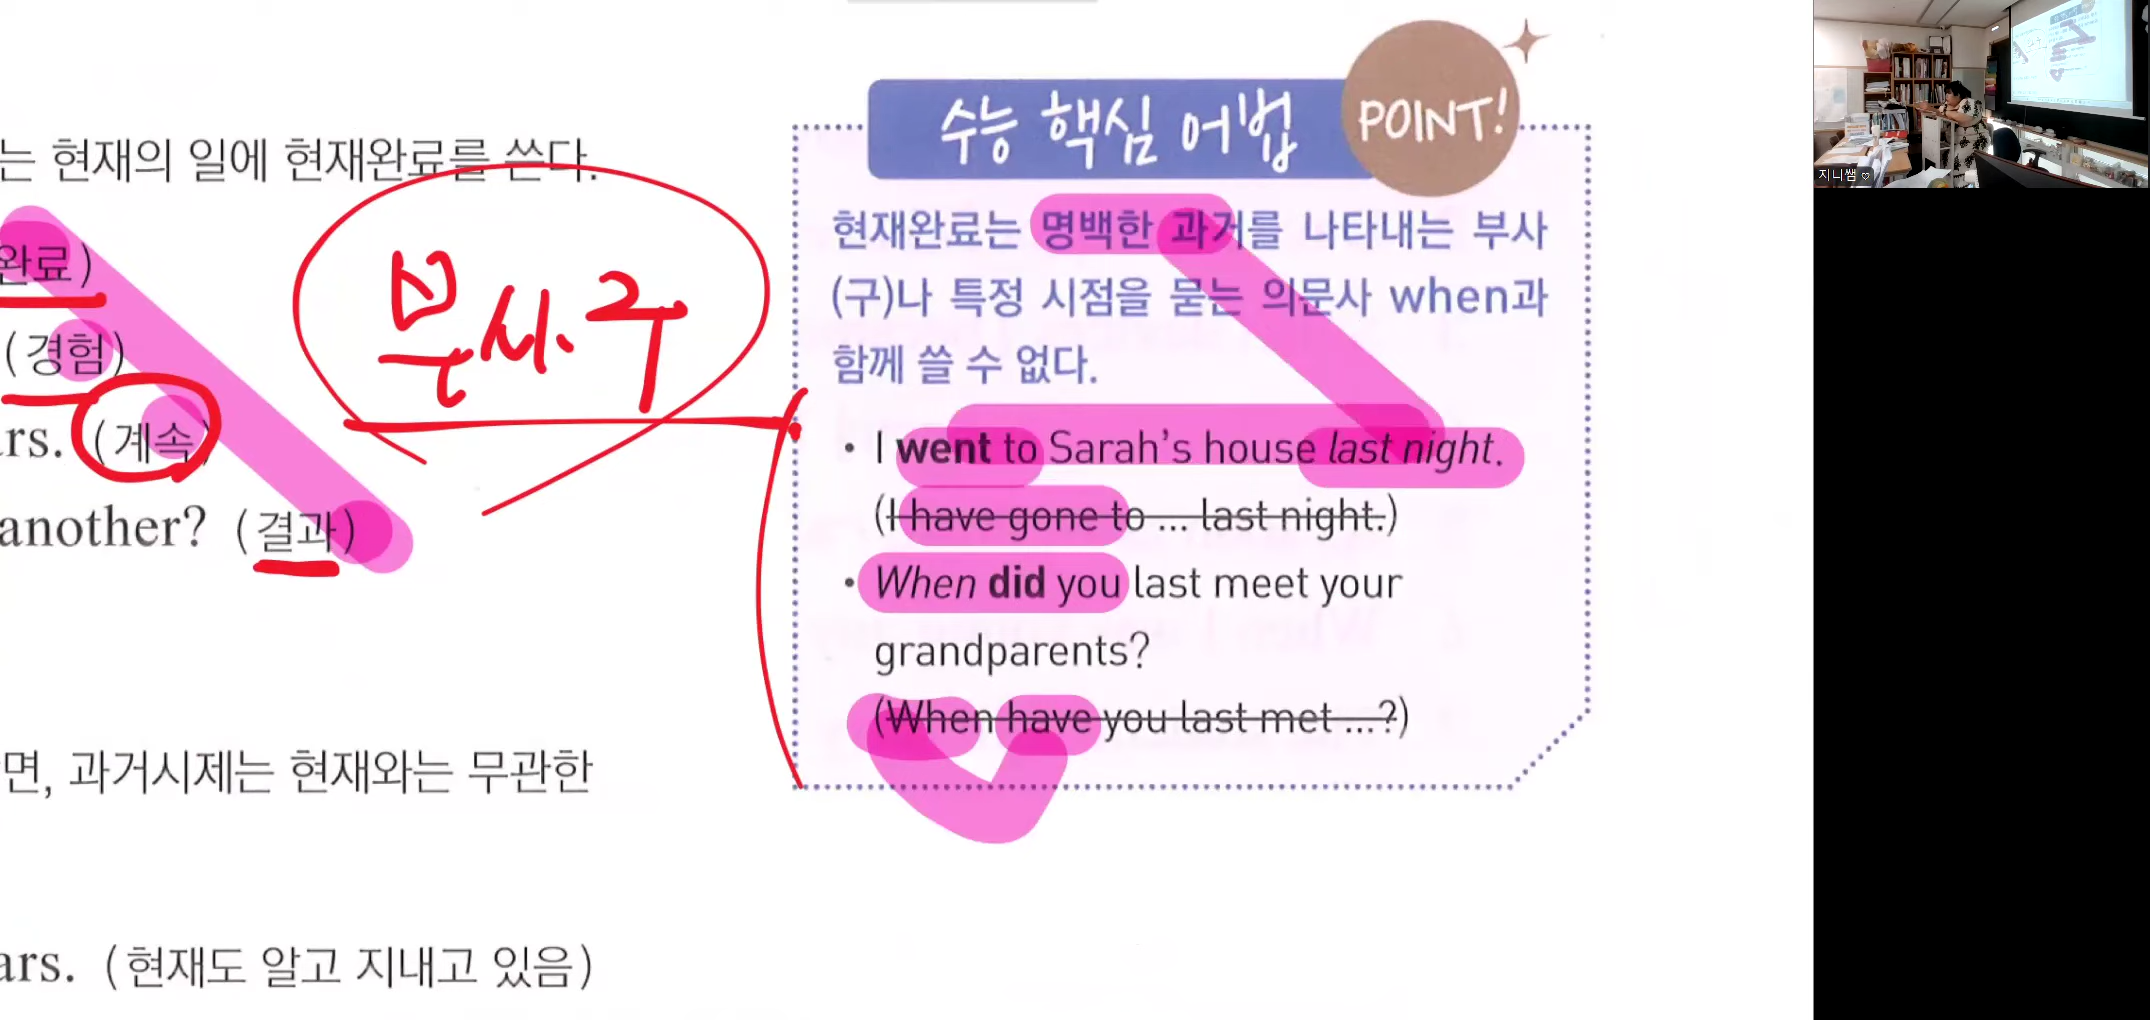 는 현재의 일에 현재완료를 쓴다.
완료)
(경험)
rs. (계속)
another? (결과)
부사.구
면, 과거시제는 현재와는 무관한
ars. (현재도 알고 지내고 있음)
수능 핵심 어법 POINT!
현재완료는 명백한 과거를 나타내는 부사
(구)나 특정 시점을 묻는 의문사 when과
함께 쓸 수 없다.
• I went to Sarah's house last night.
(I have gone to ... last night.)
• When did you last meet your
grandparents?
(When have you last met ...?)
지니쌤 ♡